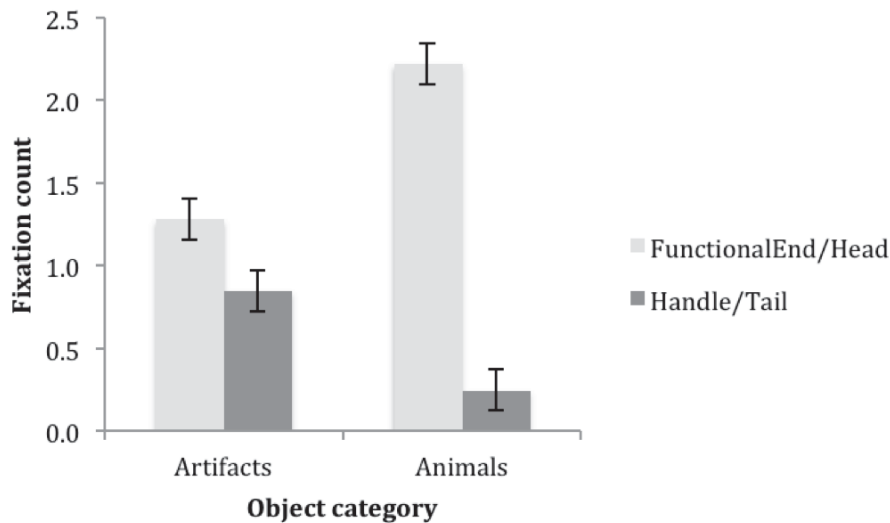 2.5
2.0
1.5
1.0
0.5
0.0
Fixation count
Artifacts
Animals
Object category
FunctionalEnd/Head
Handle/Tail